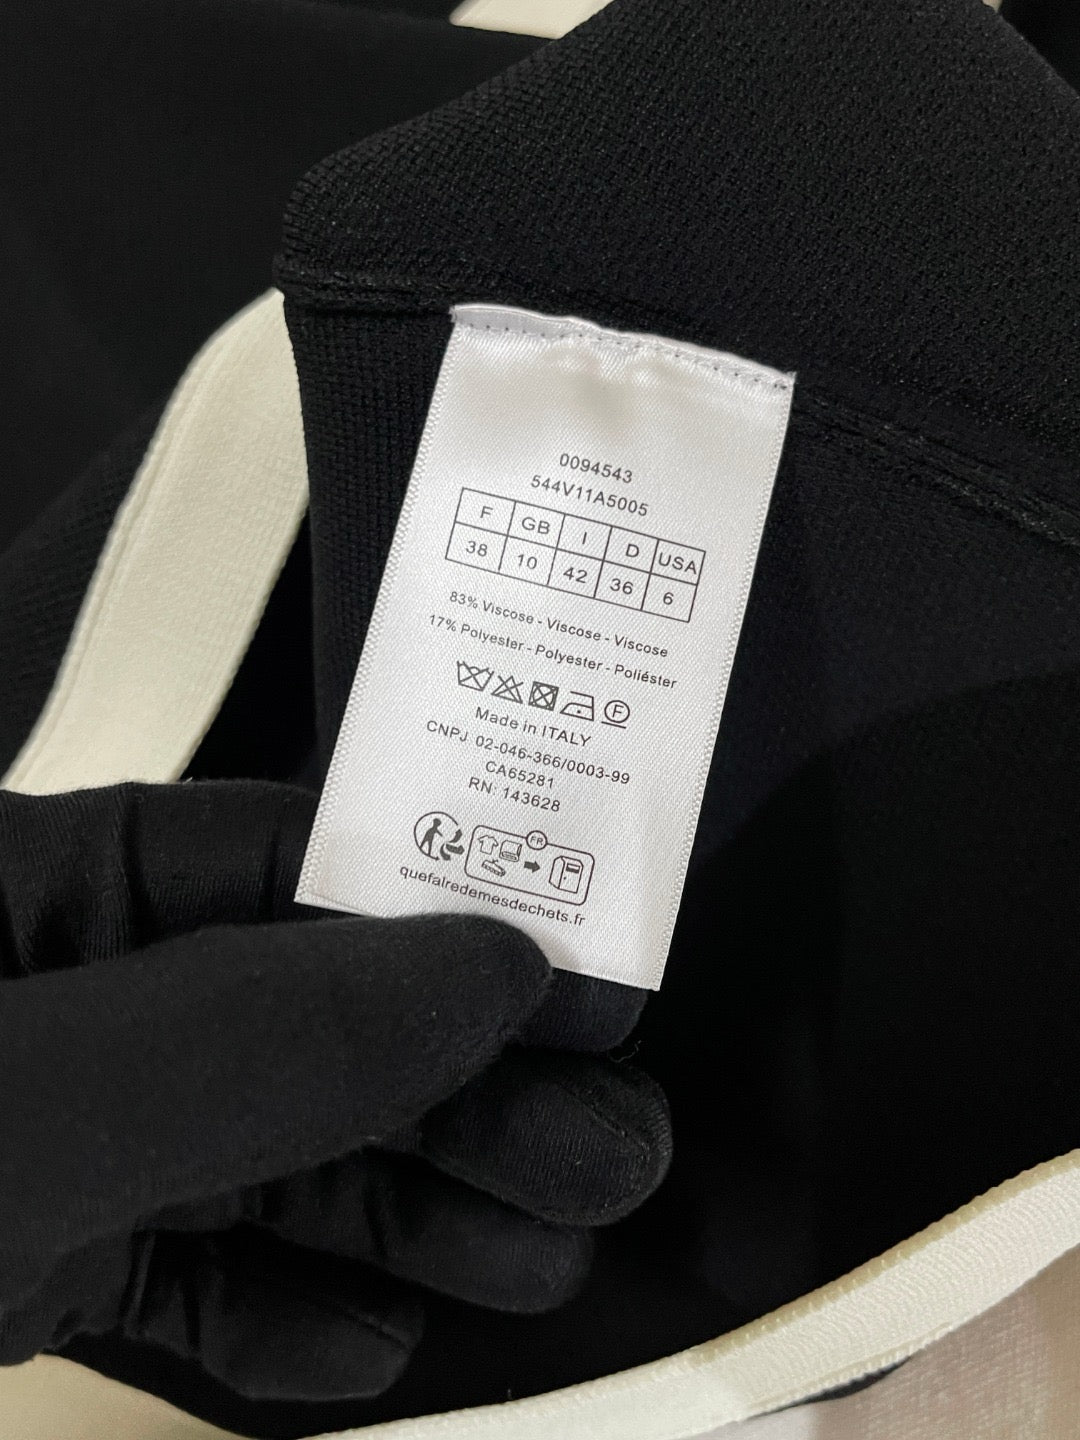 0094543
544V11A5005
F GB I D USA
38 10 42 36 6
83% Viscose - Viscose - Viscose
17% Polyester - Polyester - Poliéster
F
Made in ITALY
CNPJ 02-046-366/0003-99
CA65281
RN: 143628
FR
quefairedemesdechets.fr